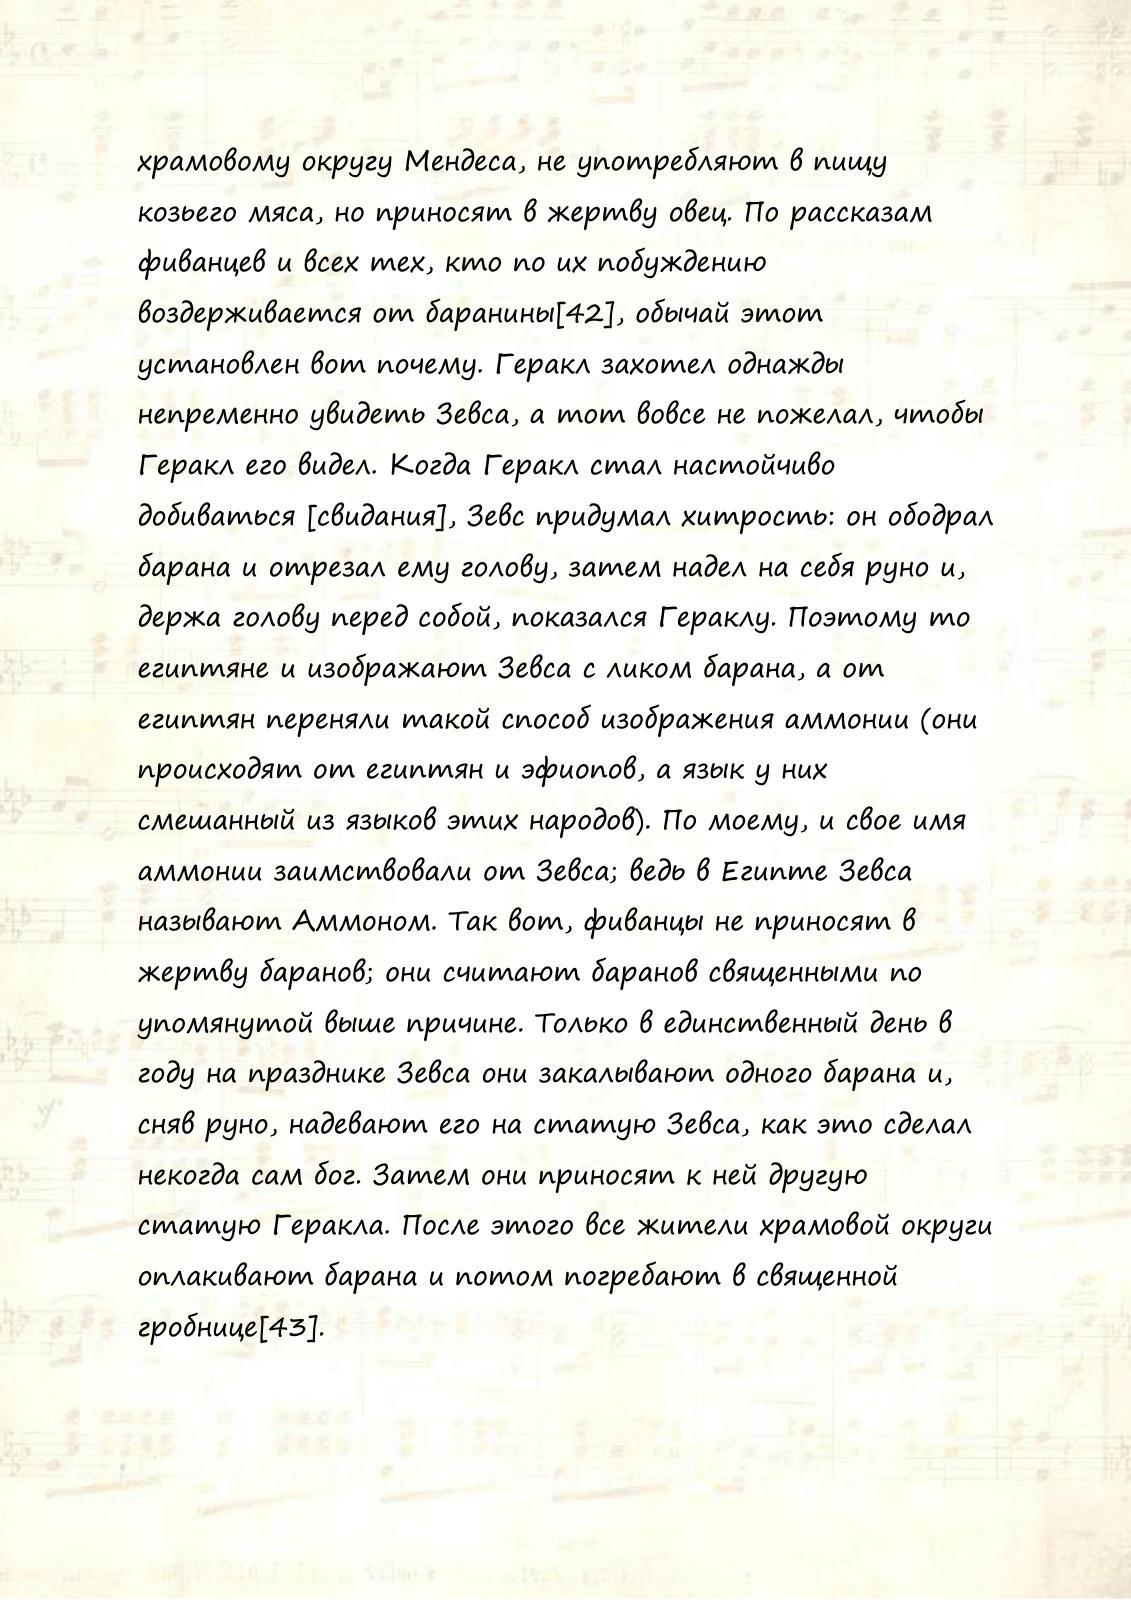 храмовому округу Мендеса, не употребляют в пищу
козьего мяса, но приносят в жертву овец. По рассказам
фиванцев и всех тех, кто по их побуждению
воздерживается от баранины[42], обычай этот
установлен вот почему. Геракл захотел однажды
непременно увидеть Зевса, а тот вовсе не пожелал, чтобы
Геракл его видел. Когда Геракл стал настойчиво
добиваться [свидания], Зевс придумал хитрость: он ободрал
барана и отрезал ему голову, затем надел на себя руно и,
держа голову перед собой, показался Гераклу. Поэтому то
египтяне и изображают Зевса с ликом барана, а от
египтян переняли такой способ изображения аммонии (они
происходят от египтян и эфиопов, а язык у них
смешанный из языков этих народов). По моему, и свое имя
аммонии заимствовали от Зевса; ведь в Египте Зевса
называют Аммоном. Так вот, фиванцы не приносят в
жертву баранов; они считают баранов священными по
упомянутой выше причине. Только в единственный день в
году на празднике Зевса они закалывают одного барана и,
сняв руно, надевают его на статую Зевса, как это сделал
некогда сам бог. Затем они приносят к ней другую
статую Геракла. После этого все жители храмовой округи
оплакивают барана и потом погребают в священной
гробнице[43].